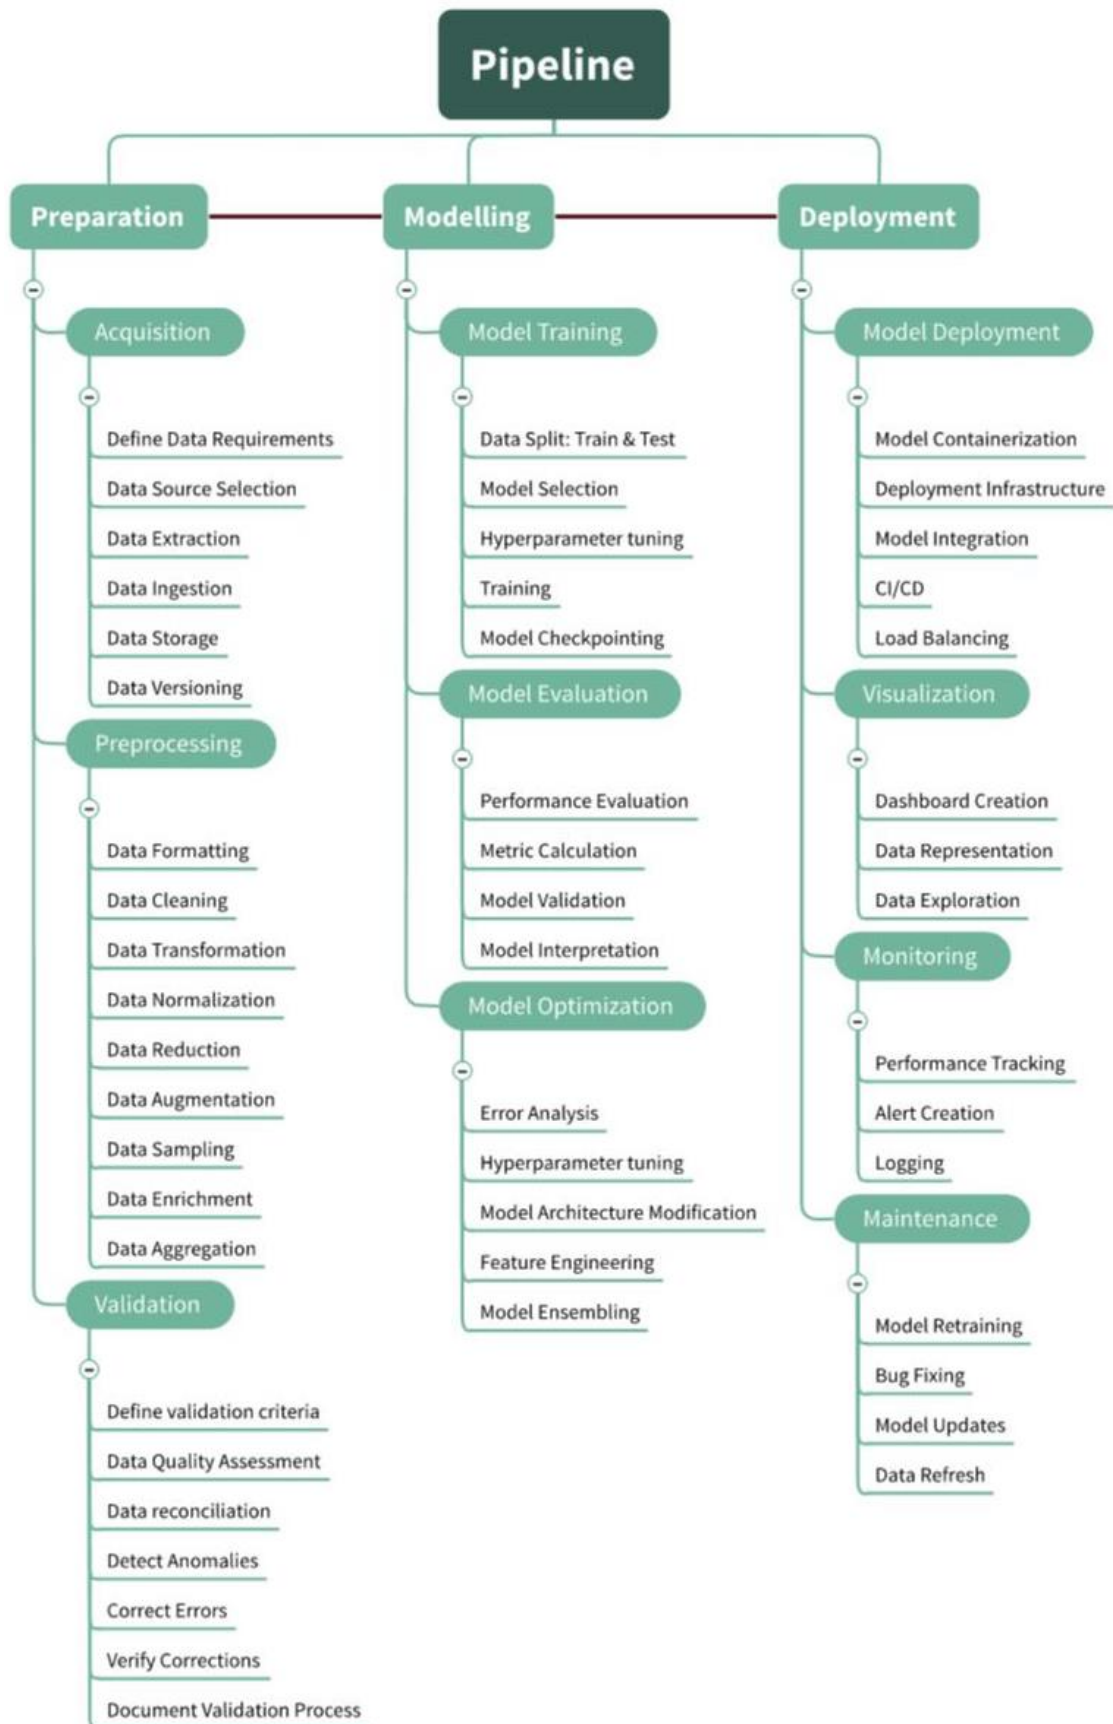 Pipeline
Preparation
Acquisition
Define Data Requirements
Data Source Selection
Data Extraction
Data Ingestion
Data Storage
Data Versioning
Preprocessing
Data Formatting
Data Cleaning
Data Transformation
Data Normalization
Data Reduction
Data Augmentation
Data Sampling
Data Enrichment
Data Aggregation
Validation
Define validation criteria
Data Quality Assessment
Data reconciliation
Detect Anomalies
Correct Errors
Verify Corrections
Document Validation Process
Modelling
Model Training
Data Split: Train & Test
Model Selection
Hyperparameter tuning
Training
Model Checkpointing
Model Evaluation
Performance Evaluation
Metric Calculation
Model Validation
Model Interpretation
Model Optimization
Error Analysis
Hyperparameter tuning
Model Architecture Modification
Feature Engineering
Model Ensembling
Deployment
Model Deployment
Model Containerization
Deployment Infrastructure
Model Integration
CI/CD
Load Balancing
Visualization
Dashboard Creation
Data Representation
Data Exploration
Monitoring
Performance Tracking
Alert Creation
Logging
Maintenance
Model Retraining
Bug Fixing
Model Updates
Data Refresh